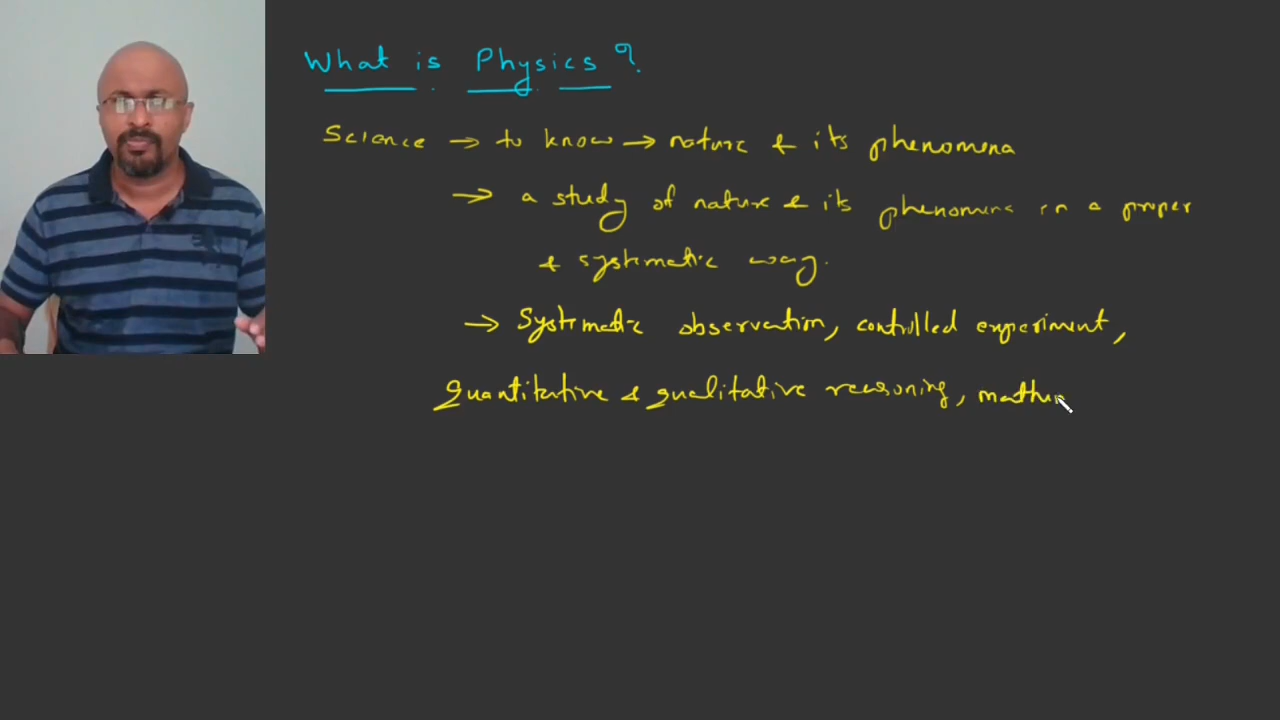 What is Physics?
Science → to know → nature & its phenomena
→ a study of nature & its phenomena in a proper
& systematic way.
→ Systematic observation, controlled experiment,
quantitative & qualitative reasoning, mathem